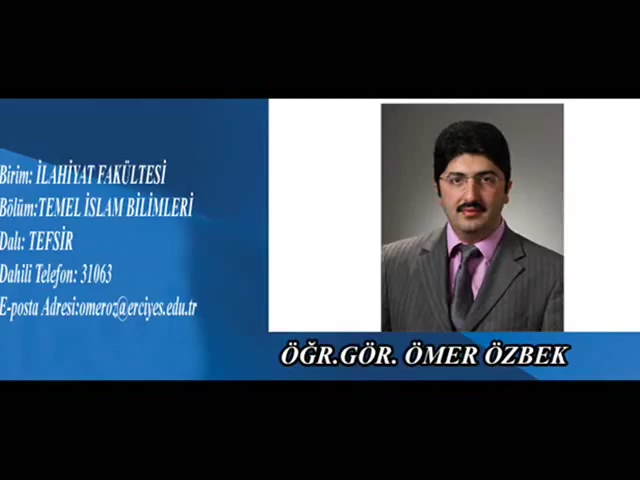 Birim: İLAHİYAT FAKÜLTESİ
Bölüm:TEMEL İSLAM BİLİMLERİ
Dalı: TEFSİR
Dahili Telefon: 31063
E-posta Adresi:omeroz@erciyes.edu.tr
ÖĞR.GÖR. ÖMER ÖZBEK